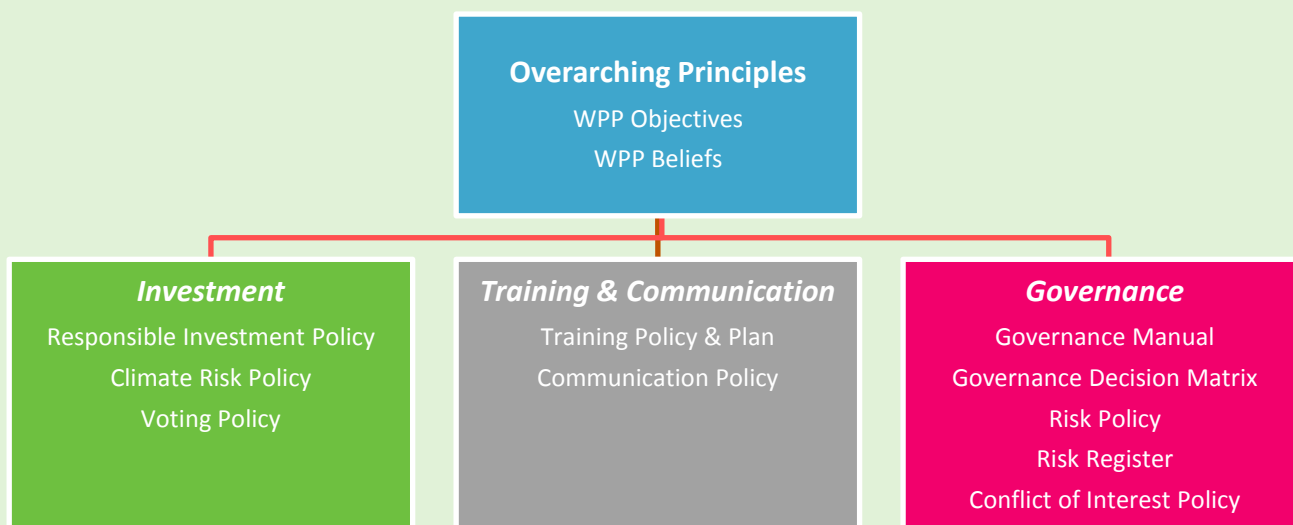 Overarching Principles
WPP Objectives
WPP Beliefs
Investment
Responsible Investment Policy
Climate Risk Policy
Voting Policy
Training & Communication
Training Policy & Plan
Communication Policy
Governance
Governance Manual
Governance Decision Matrix
Risk Policy
Risk Register
Conflict of Interest Policy